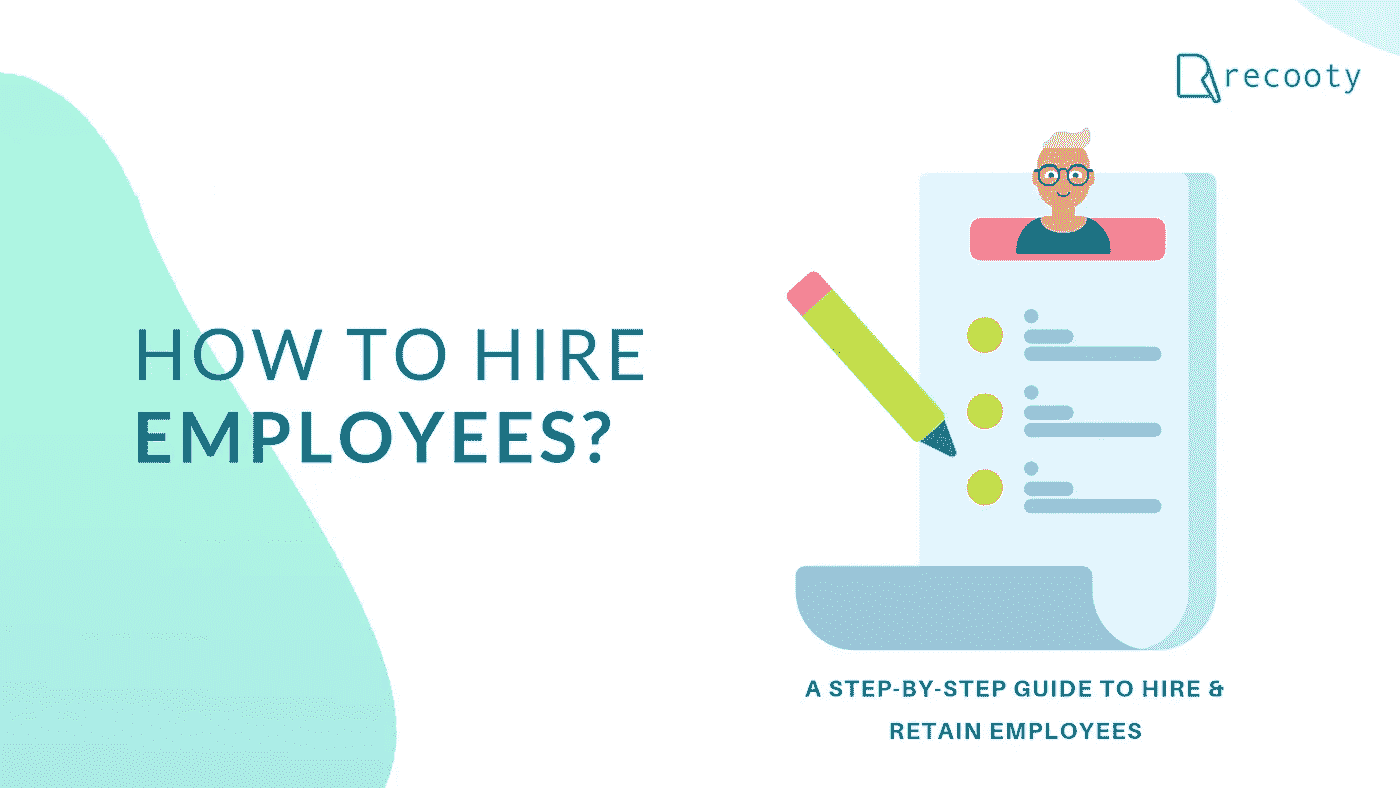 recooty
HOW TO HIRE
EMPLOYEES?
A STEP-BY-STEP GUIDE TO HIRE &
RETAIN EMPLOYEES